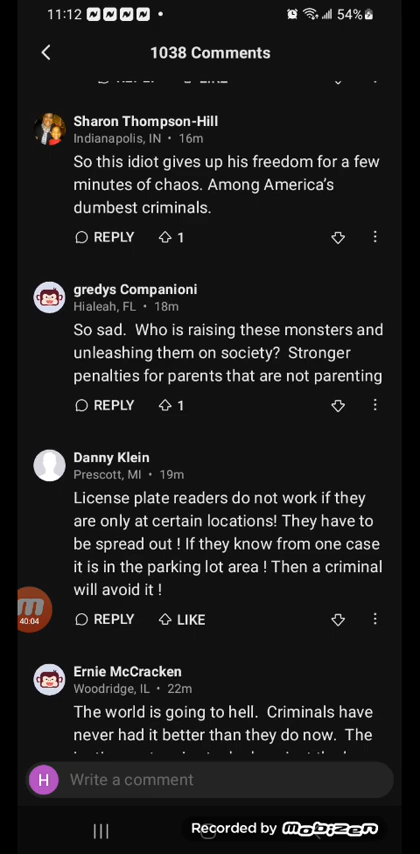 11:12 N N N N • 54%
1038 Comments
REPLY LIKE
Sharon Thompson-Hill
Indianapolis, IN • 16m
So this idiot gives up his freedom for a few
minutes of chaos. Among America's
dumbest criminals.
REPLY 1
gredys Companioni
Hialeah, FL • 18m
So sad.  Who is raising these monsters and
unleashing them on society?  Stronger
penalties for parents that are not parenting
REPLY 1
Danny Klein
Prescott, MI • 19m
License plate readers do not work if they
are only at certain locations! They have to
be spread out ! If they know from one case
it is in the parking lot area ! Then a criminal
will avoid it !
40:04
REPLY LIKE
Ernie McCracken
Woodridge, IL • 22m
The world is going to hell.  Criminals have
never had it better than they do now.  The
H Write a comment
Recorded by MOBIZEN